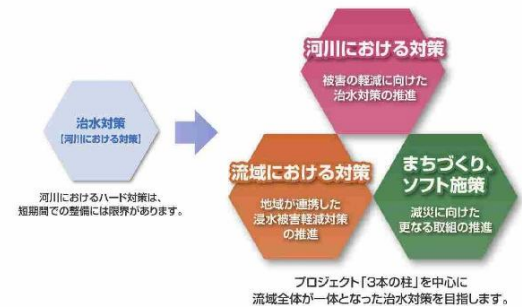 治水対策
[河川における対策]
河川におけるハード対策は、
短期間での整備には限界があります。
河川における対策
被害の軽減に向けた
治水対策の推進
流域における対策
地域が連携した
浸水被害軽減対策
の推進
まちづくり、
ソフト施策
減災に向けた
更なる取組の推進
プロジェクト「3本の柱」を中心に
流域全体が一体となった治水対策を目指します。